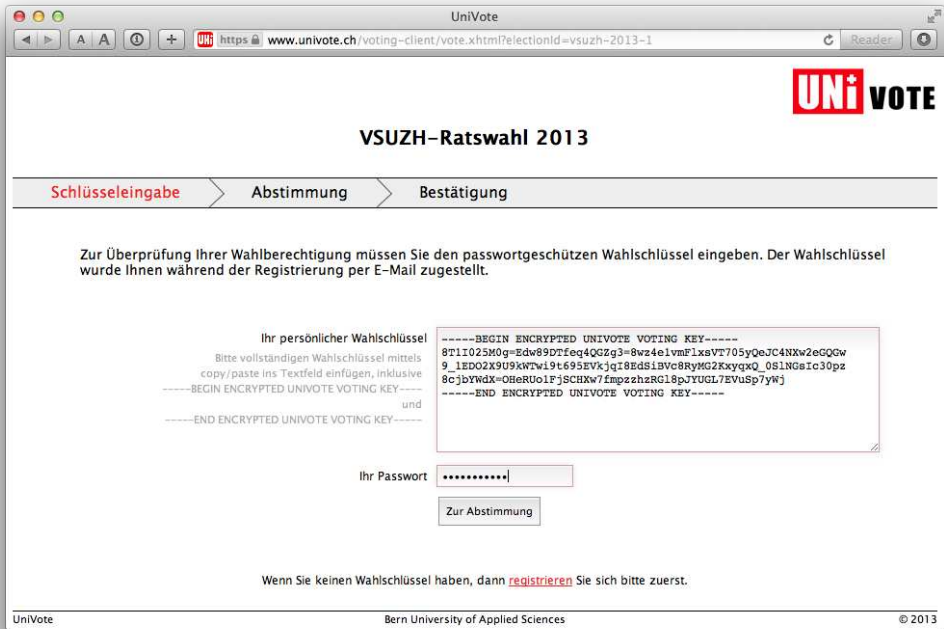 UniVote
A A + UNi https www.univote.ch/voting-client/vote.xhtml?electionId=vsuzh-2013-1 Reader
UNi VOTE
VSUZH-Ratswahl 2013
Schlüsseleingabe Abstimmung Bestätigung
Zur Überprüfung Ihrer Wahlberechtigung müssen Sie den passwortgeschützen Wahlschlüssel eingeben. Der Wahlschlüssel
wurde Ihnen während der Registrierung per E-Mail zugestellt.
Ihr persönlicher Wahlschlüssel
Bitte vollständigen Wahlschlüssel mittels
copy/paste ins Textfeld einfügen, inklusive
-----BEGIN ENCRYPTED UNIVOTE VOTING KEY----
und
-----END ENCRYPTED UNIVOTE VOTING KEY-----
-----BEGIN ENCRYPTED UNIVOTE VOTING KEY-----
8T1I025M0g=Edw89DTfeq4QGZg3=8wz4e1vmFlxsVT705yQeJC4NXw2eGQGw
9_1EDO2X9U9kWTwi9t695EVkjqI8EdSiBVc8RyMG2KxyqxQ_0SlNGsIc30pz
8cjbYWdX=OHeRUolFjSCHXw7fmpzzhzRGl8pJYUGL7EVuSp7yWj
-----END ENCRYPTED UNIVOTE VOTING KEY-----
Ihr Passwort •••••••••••
Zur Abstimmung
Wenn Sie keinen Wahlschlüssel haben, dann registrieren Sie sich bitte zuerst.
UniVote Bern University of Applied Sciences © 2013